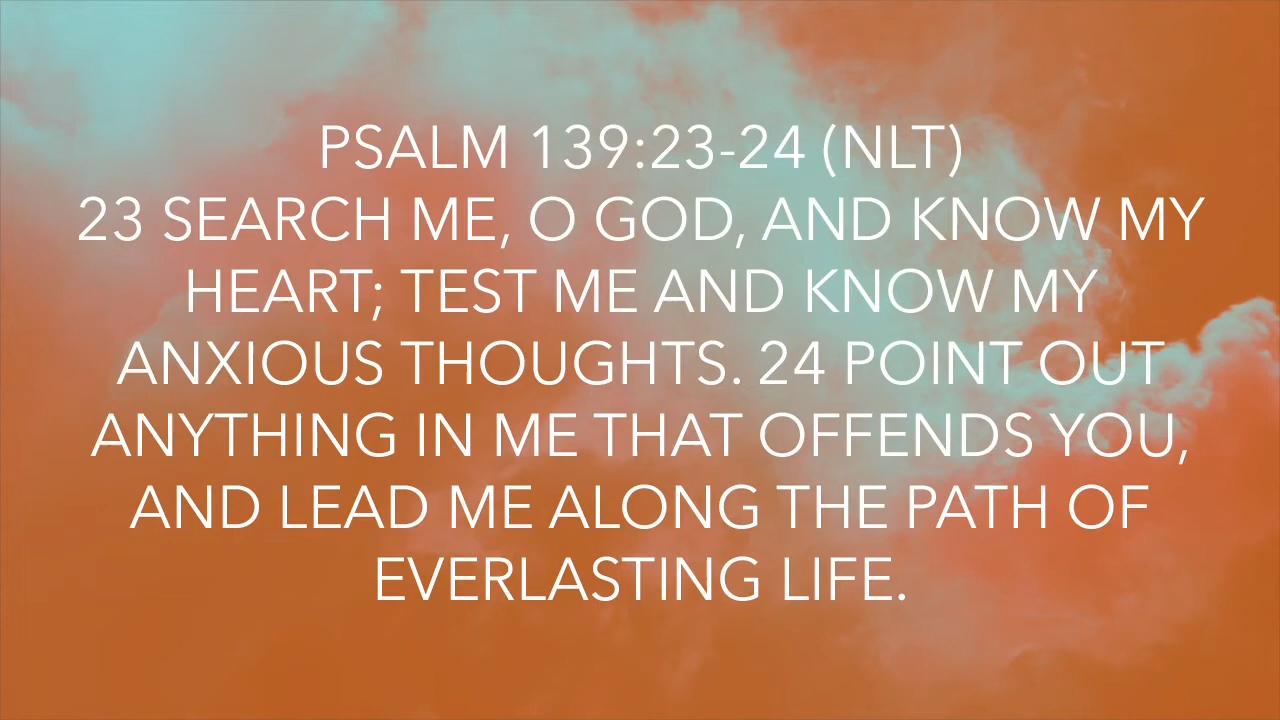 PSALM 139:23-24 (NLT)
23 SEARCH ME, O GOD, AND KNOW MY
HEART; TEST ME AND KNOW MY
ANXIOUS THOUGHTS. 24 POINT OUT
ANYTHING IN ME THAT OFFENDS YOU,
AND LEAD ME ALONG THE PATH OF
EVERLASTING LIFE.